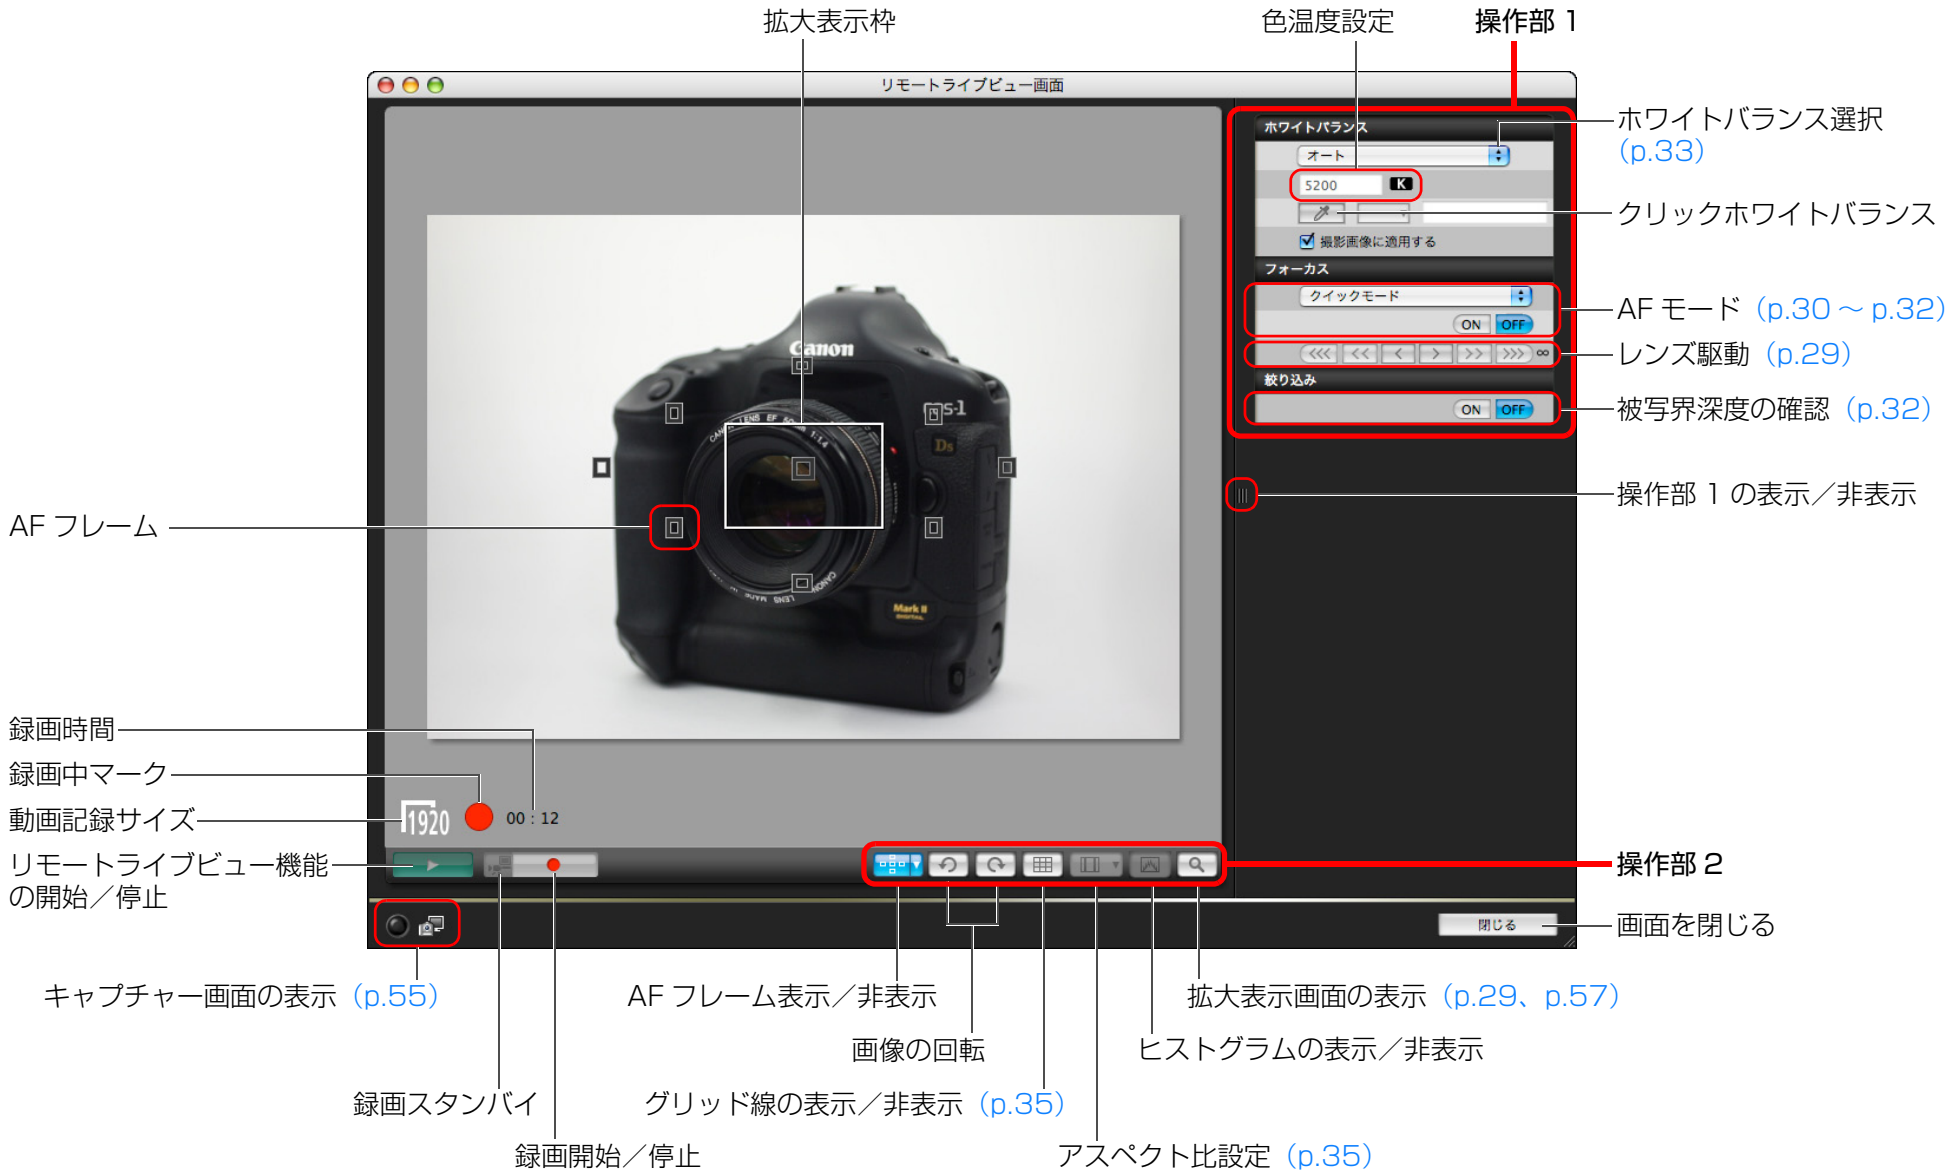 拡大表示枠
色温度設定
操作部 1
リモートライブビュー画面
ホワイトバランス
オート
5200 K
撮影画像に適用する
フォーカス
クイックモード
ON OFF
<<< << < > >> >>> ∞
絞り込み
ON OFF
ホワイトバランス選択
（p.33）
クリックホワイトバランス
AF モード（p.30 ～ p.32）
レンズ駆動（p.29）
被写界深度の確認（p.32）
操作部 1 の表示／非表示
Canon
CANON LENS EF 50mm 1:1.4
Ds
Mark II
DIGITAL
AF フレーム
録画時間
録画中マーク
動画記録サイズ
リモートライブビュー機能
の開始／停止
1920
00 : 12
操作部 2
閉じる
画面を閉じる
キャプチャー画面の表示（p.55）
AF フレーム表示／非表示
拡大表示画面の表示（p.29、p.57）
画像の回転
ヒストグラムの表示／非表示
録画スタンバイ
グリッド線の表示／非表示（p.35）
録画開始／停止
アスペクト比設定（p.35）